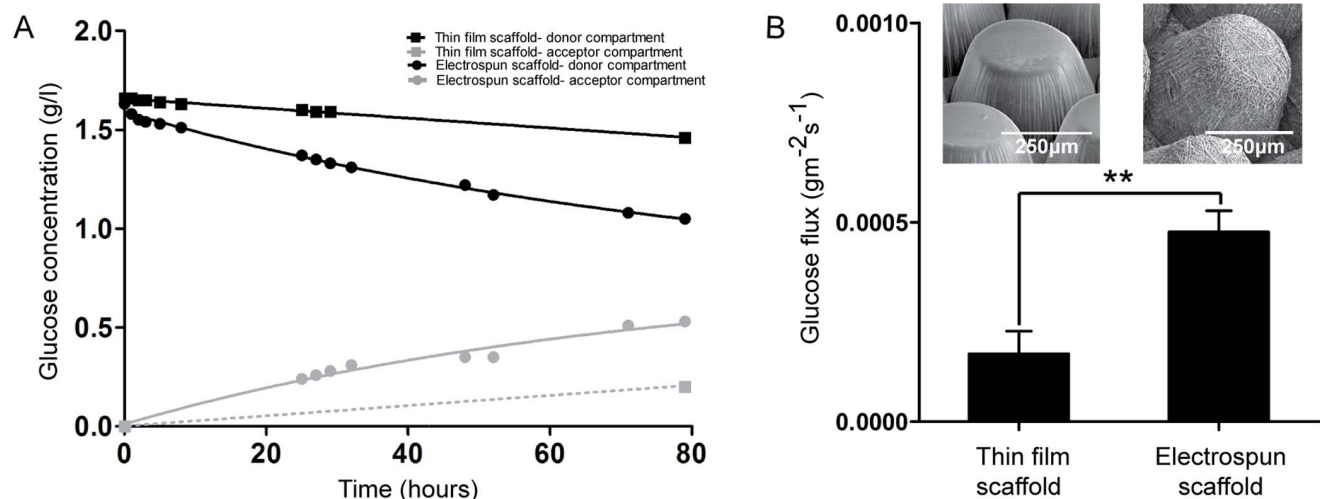 A
Glucose concentration (g/l)
2.0
1.5
1.0
0.5
0.0
0 20 40 60 80
Time (hours)
Thin film scaffold- donor compartment
Thin film scaffold- acceptor compartment
Electrospun scaffold- donor compartment
Electrospun scaffold- acceptor compartment
B
Glucose flux (gm-2s-1)
0.0010
0.0005
0.0000
250µm 250µm
**
Thin film
scaffold
Electrospun
scaffold